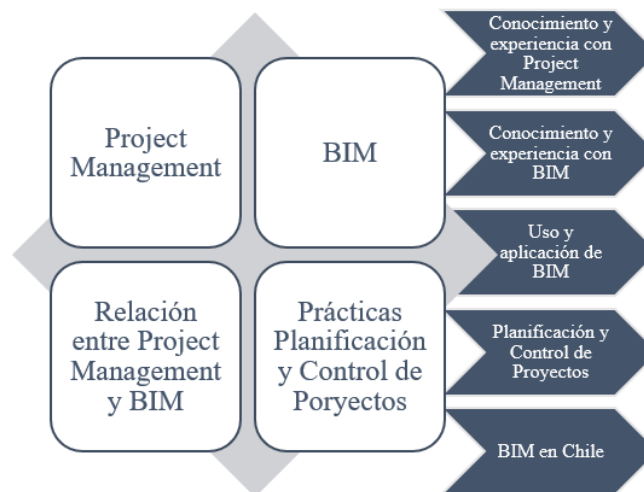 Project
Management
BIM
Relación
entre Project
Management
y BIM
Prácticas
Planificación
y Control de
Poryectos
Conocimiento y
experiencia con
Project
Management
Conocimiento y
experiencia con
BIM
Uso y
aplicación de
BIM
Planificación y
Control de
Proyectos
BIM en Chile